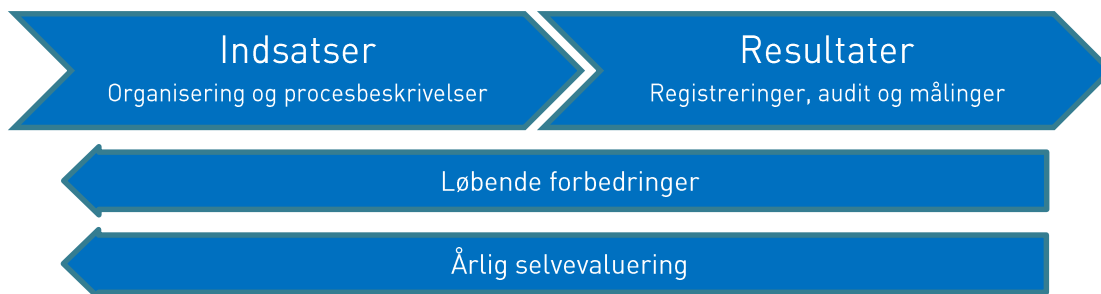 Indsatser
Organisering og procesbeskrivelser
Resultater
Registreringer, audit og målinger
Løbende forbedringer
Årlig selvevaluering